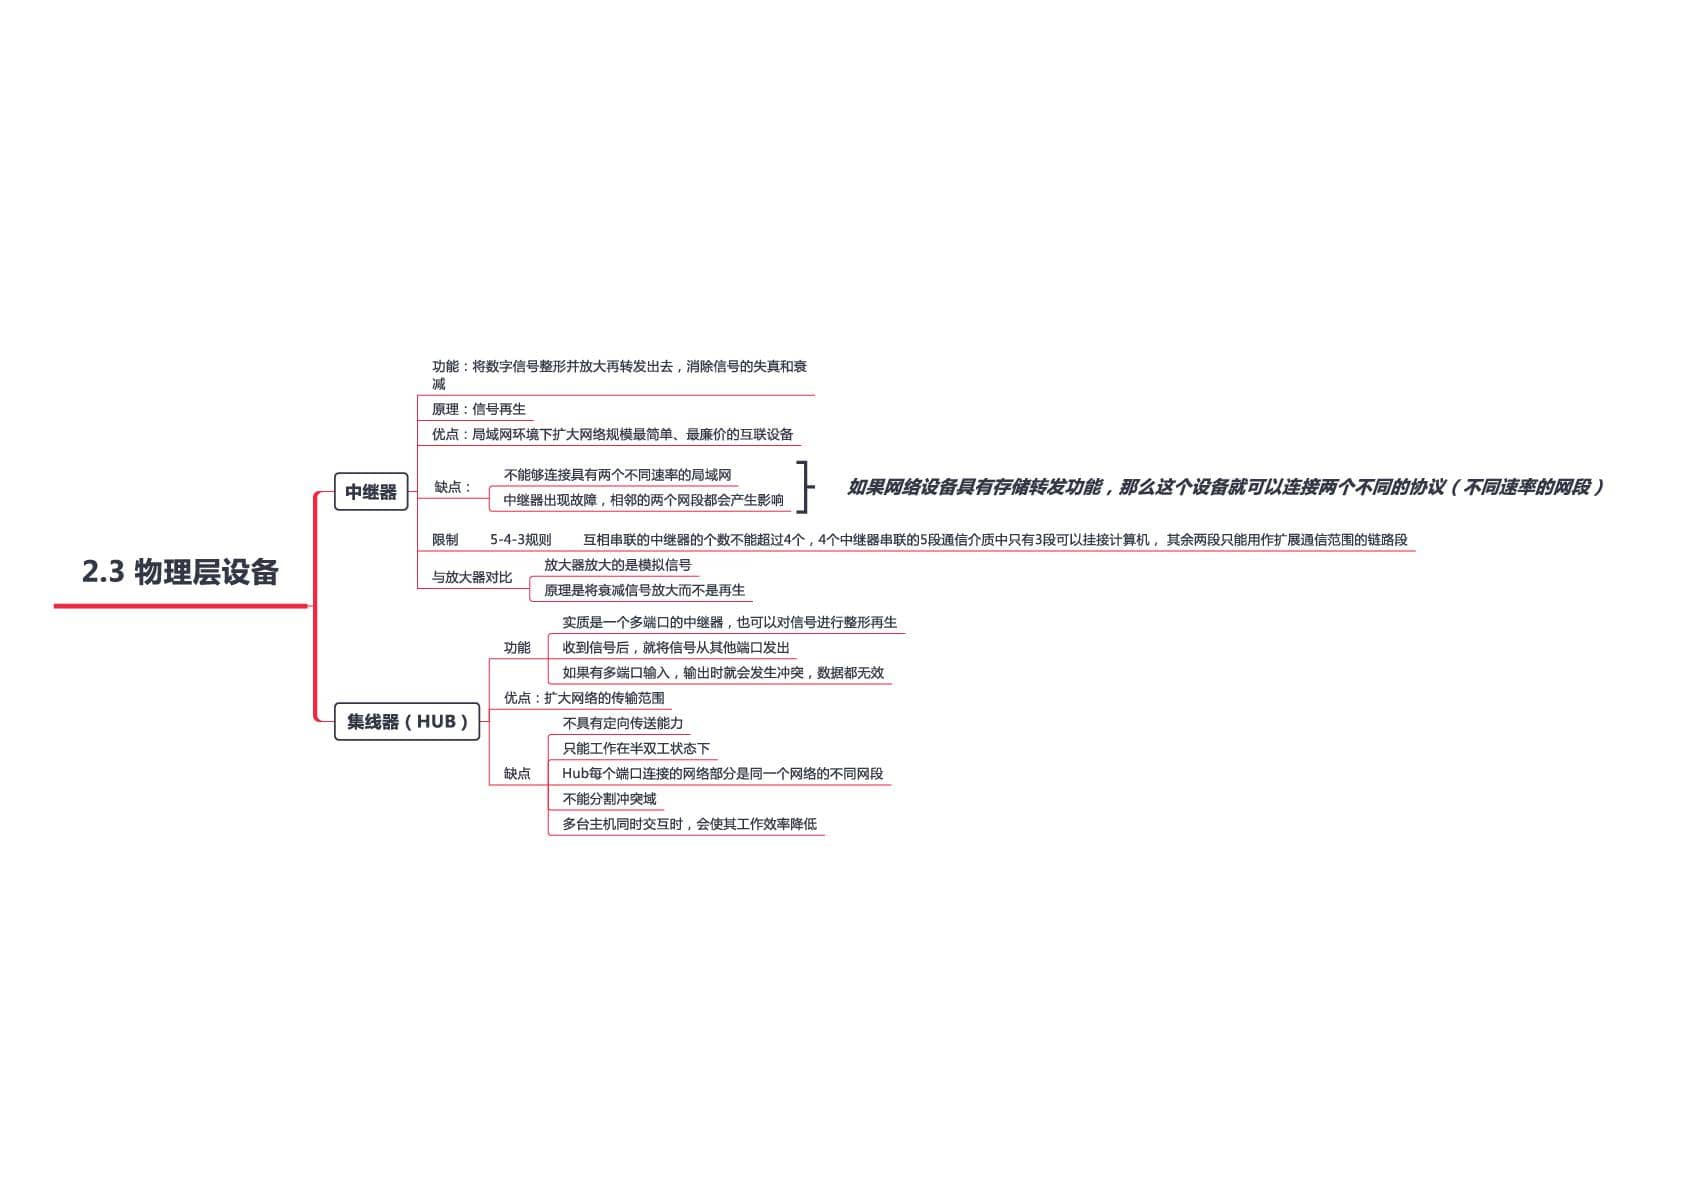 2.3 物理层设备
中继器
功能：将数字信号整形并放大再转发出去，消除信号的失真和衰
减
原理：信号再生
优点：局域网环境下扩大网络规模最简单、最廉价的互联设备
缺点：
不能够连接具有两个不同速率的局域网
中继器出现故障，相邻的两个网段都会产生影响
如果网络设备具有存储转发功能，那么这个设备就可以连接两个不同的协议（不同速率的网段）
限制
5-4-3规则
互相串联的中继器的个数不能超过4个，4个中继器串联的5段通信介质中只有3段可以挂接计算机， 其余两段只能用作扩展通信范围的链路段
与放大器对比
放大器放大的是模拟信号
原理是将衰减信号放大而不是再生
集线器（HUB）
功能
实质是一个多端口的中继器，也可以对信号进行整形再生
收到信号后，就将信号从其他端口发出
如果有多端口输入，输出时就会发生冲突，数据都无效
优点：扩大网络的传输范围
缺点
不具有定向传送能力
只能工作在半双工状态下
Hub每个端口连接的网络部分是同一个网络的不同网段
不能分割冲突域
多台主机同时交互时，会使其工作效率降低